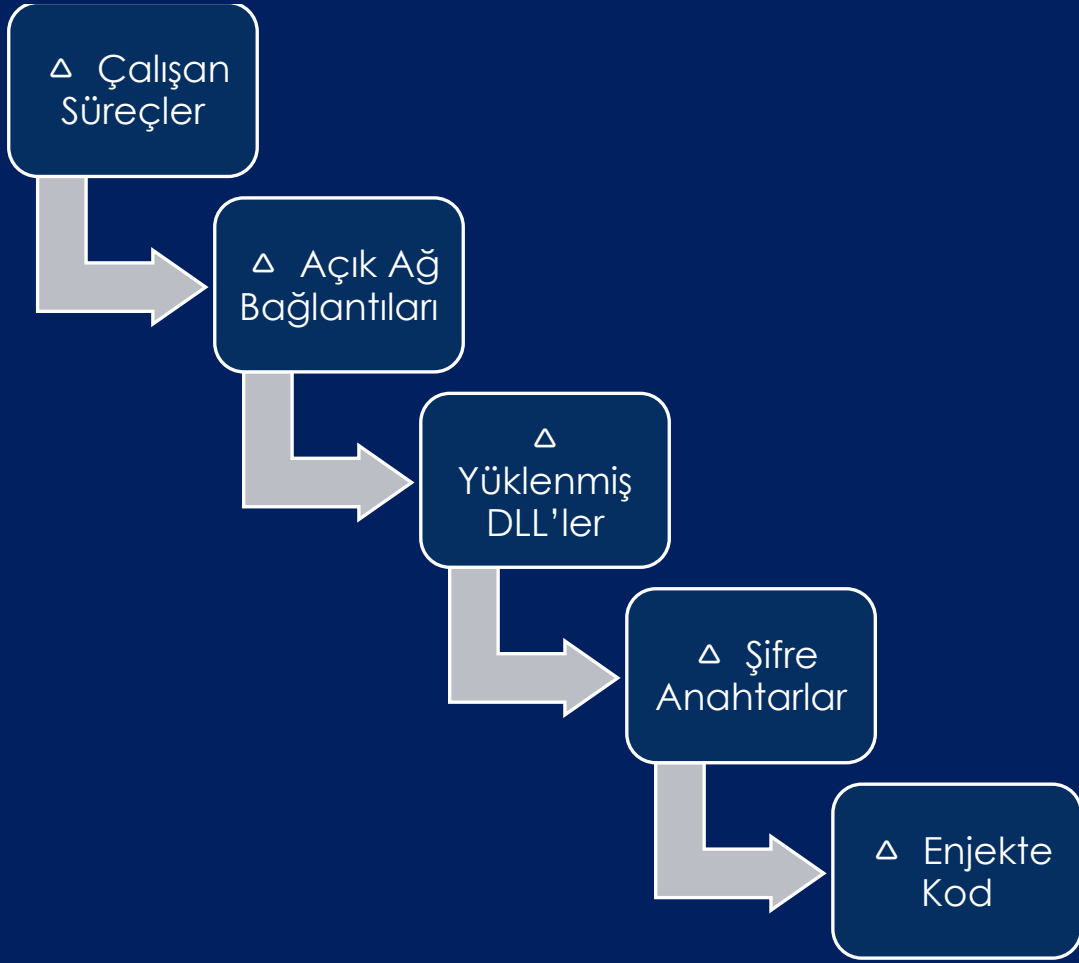 △ Çalışan
Süreçler
△ Açık Ağ
Bağlantıları
△
Yüklenmiş
DLL’ler
△ Şifre
Anahtarlar
△ Enjekte
Kod